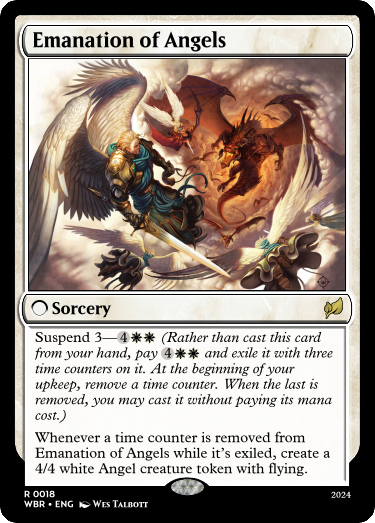 Emanation of Angels
Sorcery
Suspend 3—4WW (Rather than cast this card
from your hand, pay 4WW and exile it with three
time counters on it. At the beginning of your
upkeep, remove a time counter. When the last is
removed, you may cast it without paying its mana
cost.)
Whenever a time counter is removed from
Emanation of Angels while it's exiled, create a
4/4 white Angel creature token with flying.
R 0018
2024
WBR • ENG WES TALBOTT